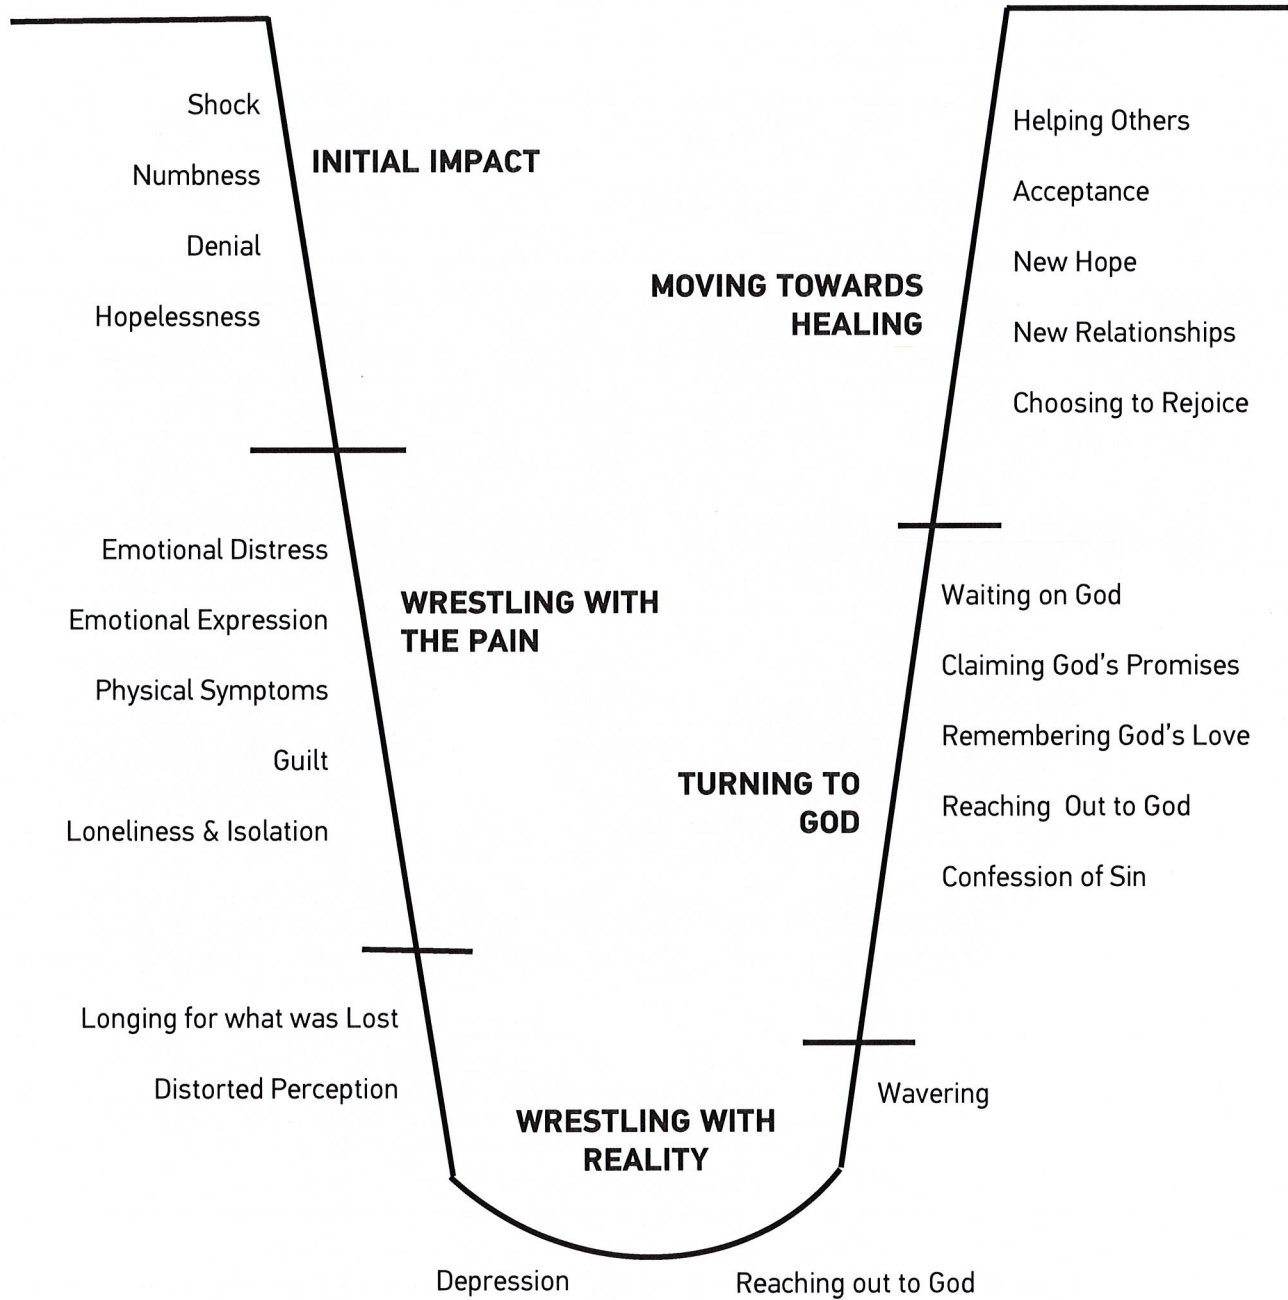 Shock
Numbness
Denial
Hopelessness
INITIAL IMPACT
Emotional Distress
Emotional Expression
Physical Symptoms
Guilt
Loneliness & Isolation
WRESTLING WITH
THE PAIN
Longing for what was Lost
Distorted Perception
WRESTLING WITH
REALITY
Depression
Reaching out to God
Wavering
TURNING TO
GOD
Waiting on God
Claiming God's Promises
Remembering God's Love
Reaching  Out to God
Confession of Sin
MOVING TOWARDS
HEALING
Helping Others
Acceptance
New Hope
New Relationships
Choosing to Rejoice